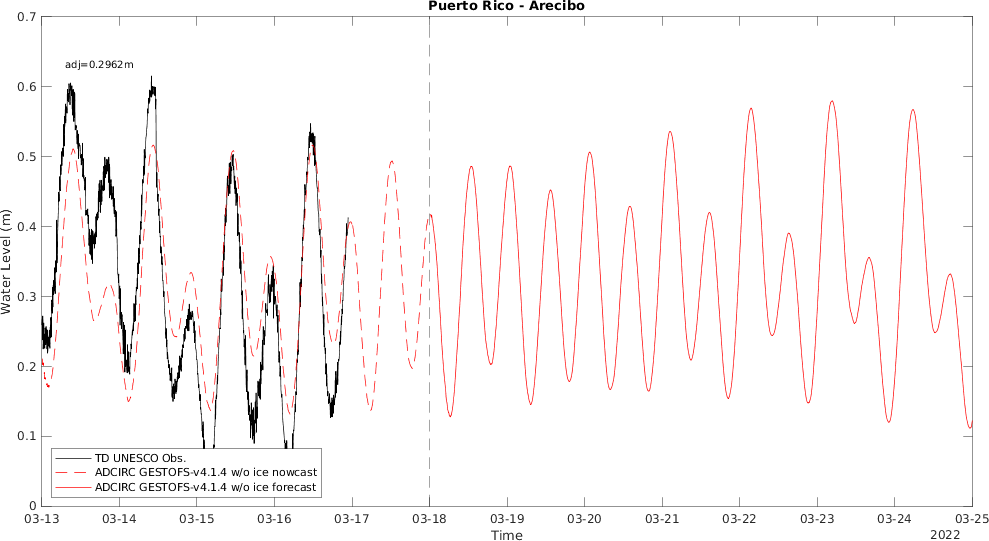 Puerto Rico - Arecibo
0.7
adj=0.2962m
0.6
0.5
0.4
0.3
0.2
0.1
0
Water Level (m)
TD UNESCO Obs.
ADCIRC GESTOFS-v4.1.4 w/o ice nowcast
ADCIRC GESTOFS-v4.1.4 w/o ice forecast
03-13 03-14 03-15 03-16 03-17 03-18 03-19 03-20 03-21 03-22 03-23 03-24 03-25
Time
2022